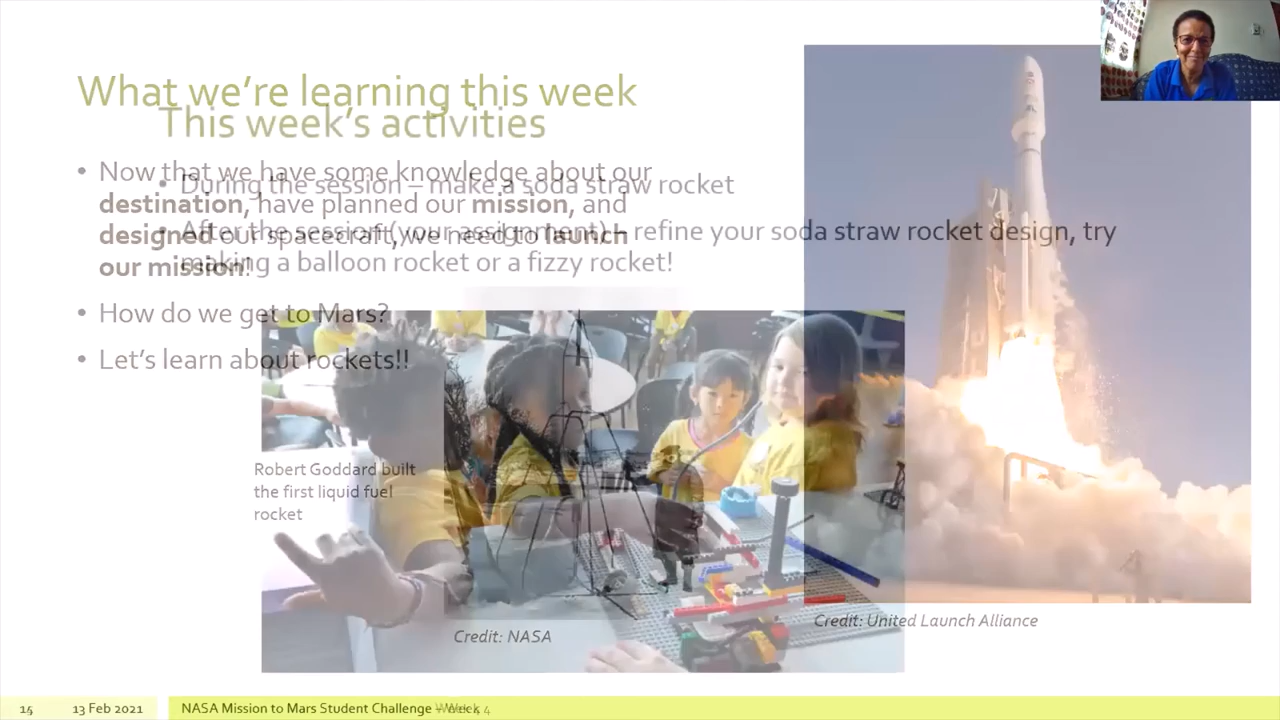 What we're learning this week
This week's activities
• Now that we have some knowledge about our
destination, have planned our mission, and
designed our spacecraft, we need to launch
our mission!
• How do we get to Mars?
• Let's learn about rockets!!
• During the session – make a soda straw rocket
• After the session (your assignment) – refine your soda straw rocket design, try
making a balloon rocket or a fizzy rocket!
Robert Goddard built
the first liquid fuel
rocket
Credit: NASA
Credit: United Launch Alliance
13 Feb 2021
NASA Mission to Mars Student Challenge – Week 4